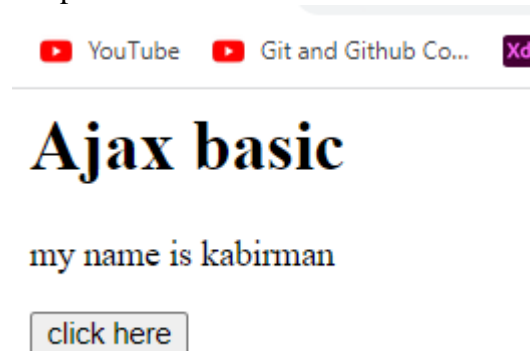 YouTube Git and Github Co... Xd
Ajax basic
my name is kabirman
click here